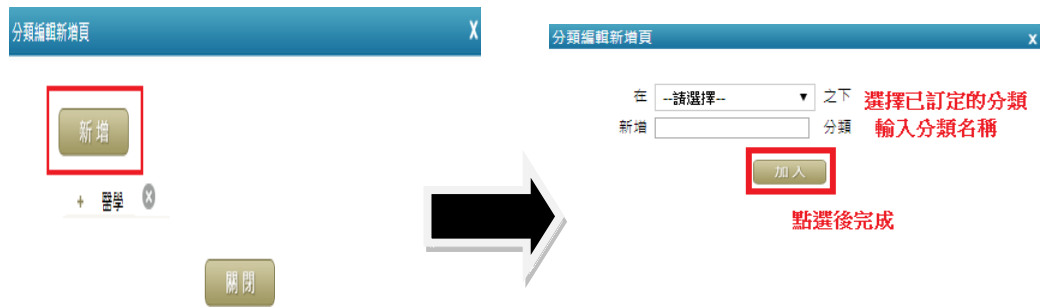 分類編輯新增頁 X
新增
+ 醫學
關閉
分類編輯新增頁 x
在 --請選擇-- 之下 選擇已訂定的分類
新增 分類 輸入分類名稱
加入
點選後完成